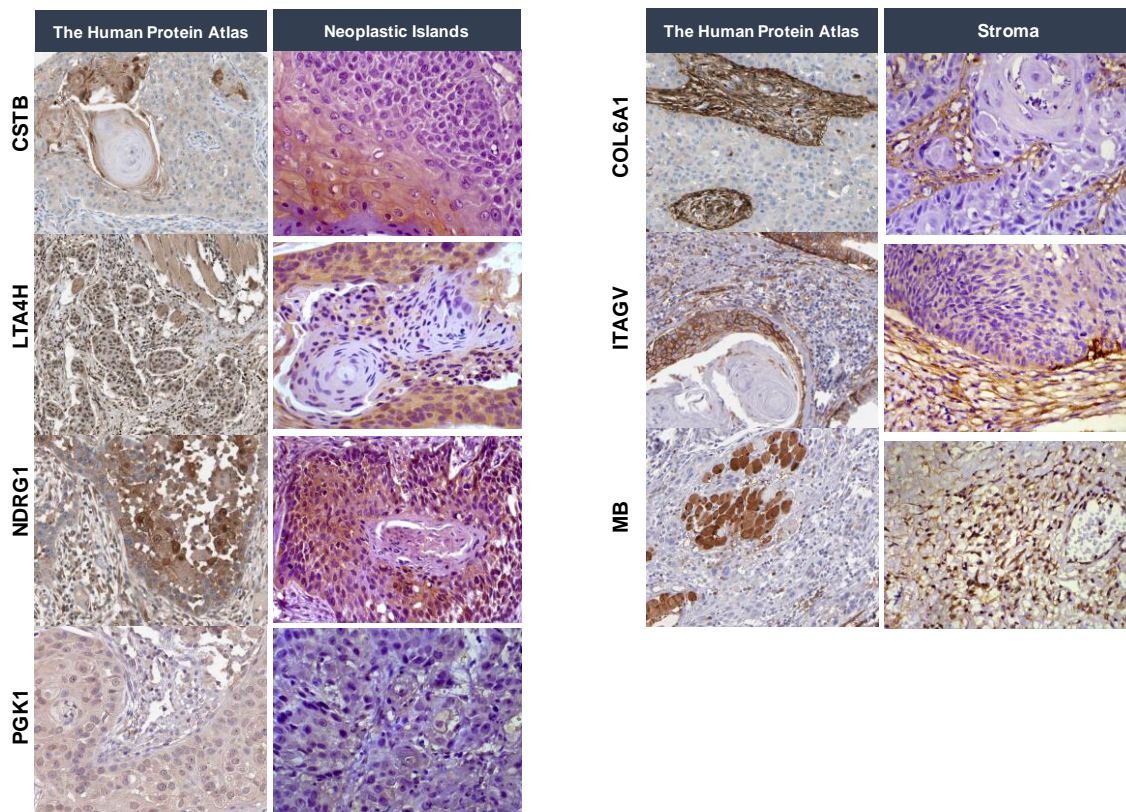 The Human Protein Atlas
Neoplastic Islands
CSTB
LTA4H
NDRG1
PGK1
The Human Protein Atlas
Stroma
COL6A1
ITAGV
MB